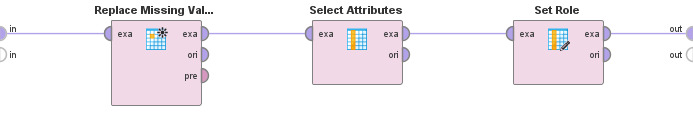 Replace Missing Val...
Select Attributes
Set Role
in
exa
exa
exa
exa
exa
exa
out
in
ori
ori
ori
out
pre